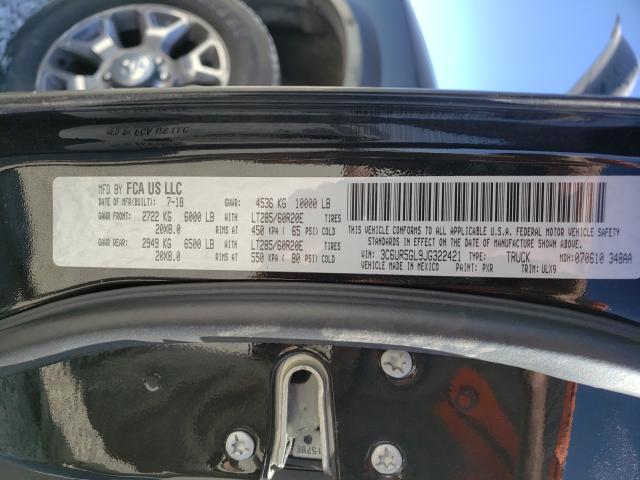 MFD BY FCA US LLC
DATE OF MFR(BUILT): 7-18 GVWR: 4536 KG 10000 LB
GAWR FRONT: 2722 KG 6000 LB WITH LT285/60R20E TIRES
20X8.0 RIMS AT 450 KPA ( 65 PSI) COLD
GAWR REAR: 2949 KG 6500 LB WITH LT285/60R20E TIRES
20X8.0 RIMS AT 550 KPA ( 80 PSI) COLD
THIS VEHICLE CONFORMS TO ALL APPLICABLE U.S.A. FEDERAL MOTOR VEHICLE SAFETY
STANDARDS IN EFFECT ON THE DATE OF MANUFACTURE SHOWN ABOVE.
VIN: 3C6UR5GL9JG322421 TYPE: TRUCK MDH: 070610 348AA
VEHICLE MADE IN MEXICO PAINT: PXR TRIM: VLX9